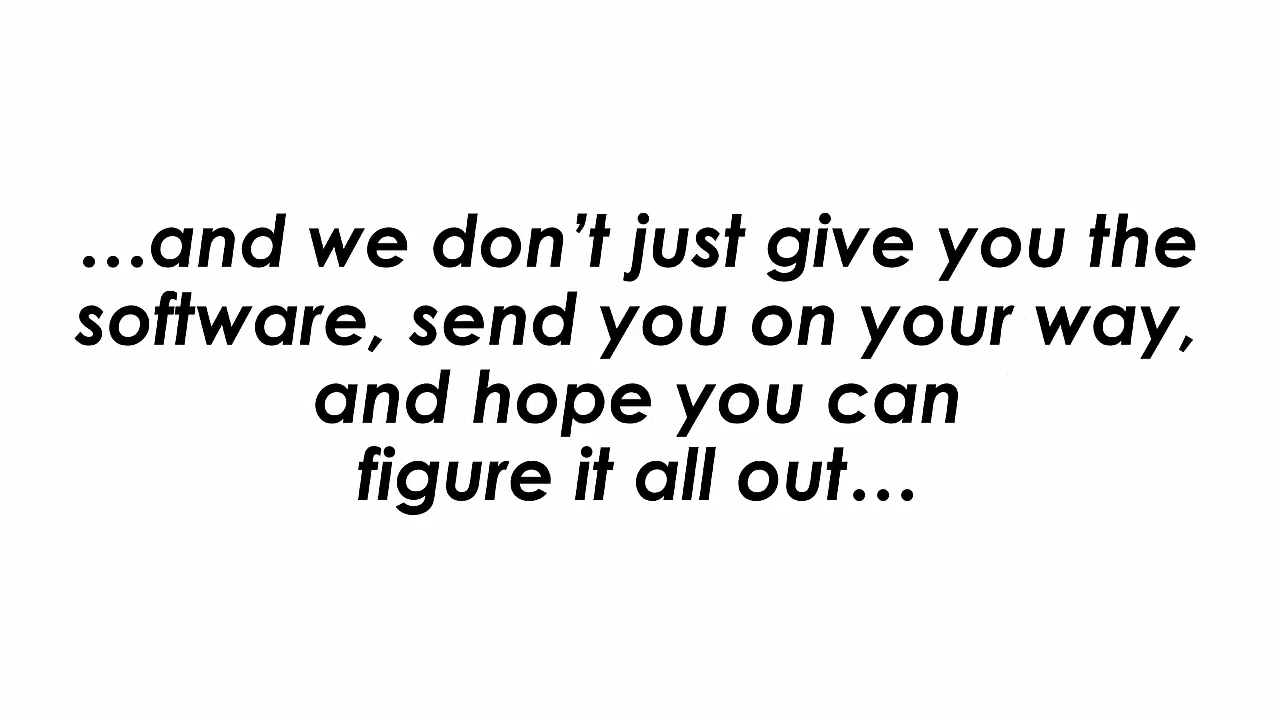 …and we don’t just give you the
software, send you on your way,
and hope you can
figure it all out…